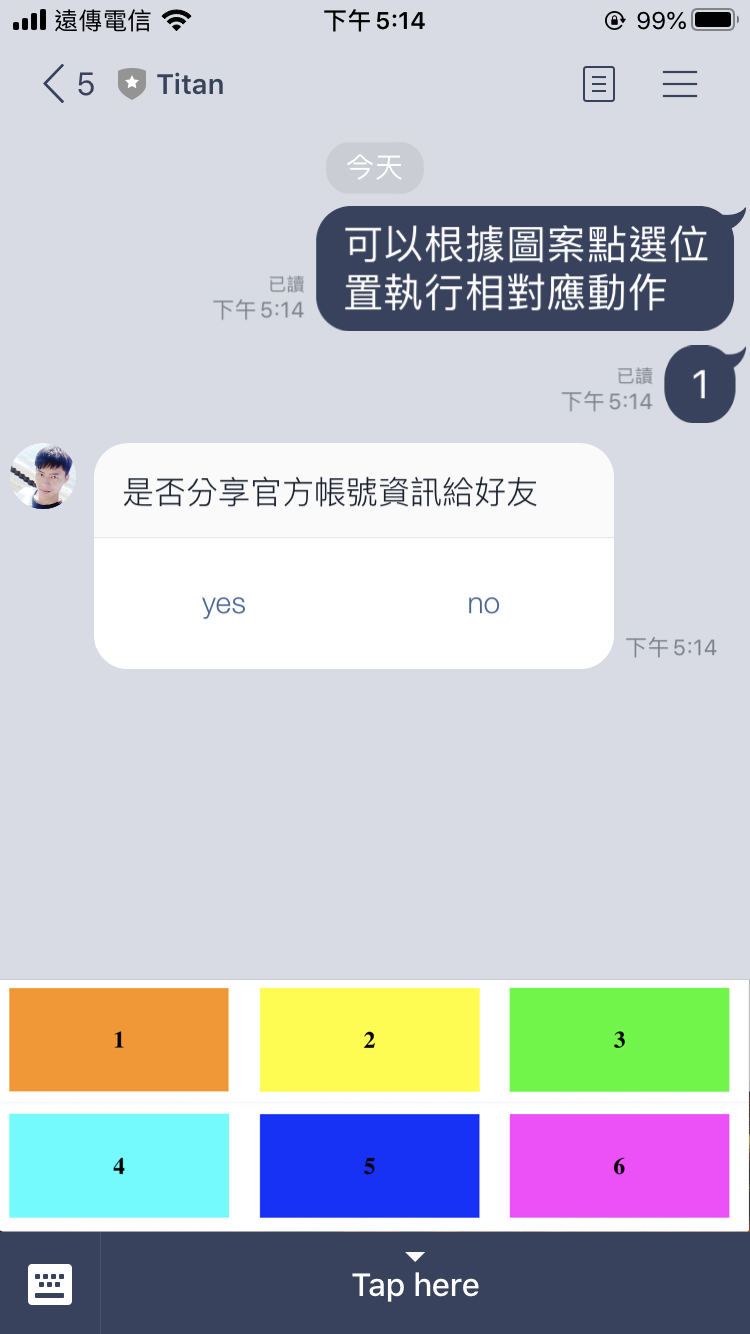 遠傳電信 下午 5:14 99%
5 Titan
今天
可以根據圖案點選位
置執行相對應動作
已讀
下午 5:14
1
已讀
下午 5:14
是否分享官方帳號資訊給好友
yes no
下午 5:14
1 2 3
4 5 6
Tap here